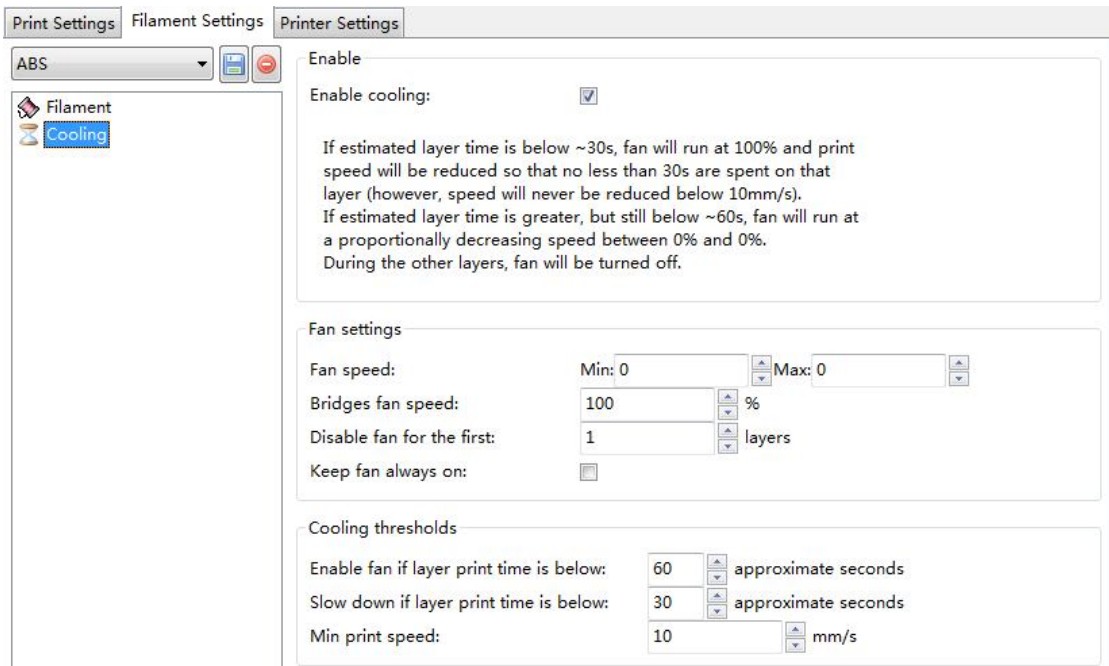 Print Settings Filament Settings Printer Settings
ABS
Filament
Cooling
Enable
Enable cooling:
If estimated layer time is below ~30s, fan will run at 100% and print
speed will be reduced so that no less than 30s are spent on that
layer (however, speed will never be reduced below 10mm/s).
If estimated layer time is greater, but still below ~60s, fan will run at
a proportionally decreasing speed between 0% and 0%.
During the other layers, fan will be turned off.
Fan settings
Fan speed: Min: 0 Max: 0
Bridges fan speed: 100 %
Disable fan for the first: 1 layers
Keep fan always on:
Cooling thresholds
Enable fan if layer print time is below: 60 approximate seconds
Slow down if layer print time is below: 30 approximate seconds
Min print speed: 10 mm/s